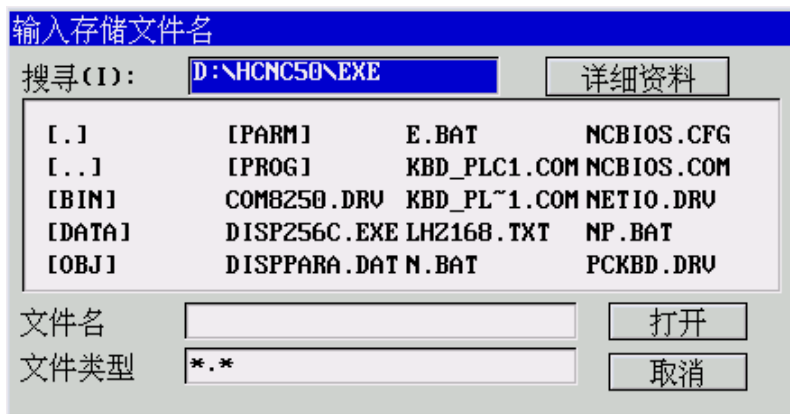 输入存储文件名
搜寻(I): D:\HCNC50\EXE 详细资料
[.] [PARM] E.BAT NCBIOS.CFG
[..] [PROG] KBD_PLC1.COM NCBIOS.COM
[BIN] COM8250.DRV KBD_PL~1.COM NETIO.DRV
[DATA] DISP256C.EXE LHZ168.TXT NP.BAT
[OBJ] DISPPARA.DAT N.BAT PCKBD.DRV
文件名 打开
文件类型 *.* 取消